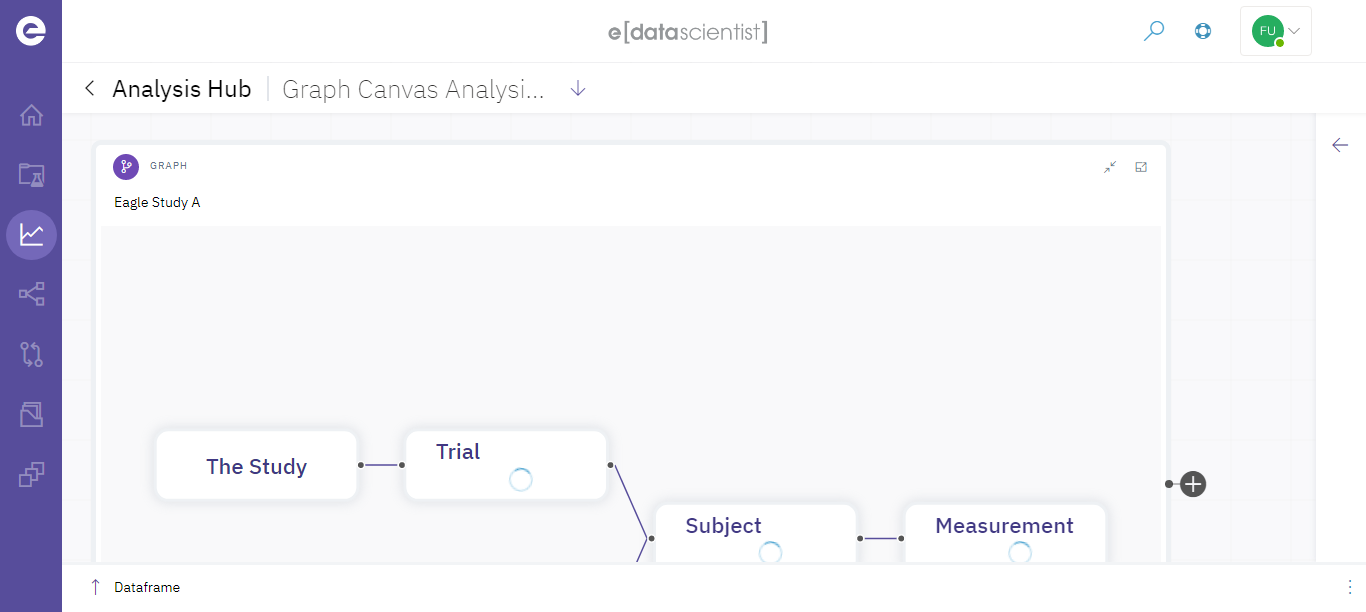 e[datascientist]
FU
Analysis Hub
Graph Canvas Analysi...
GRAPH
Eagle Study A
The Study
Trial
Subject
Measurement
Dataframe